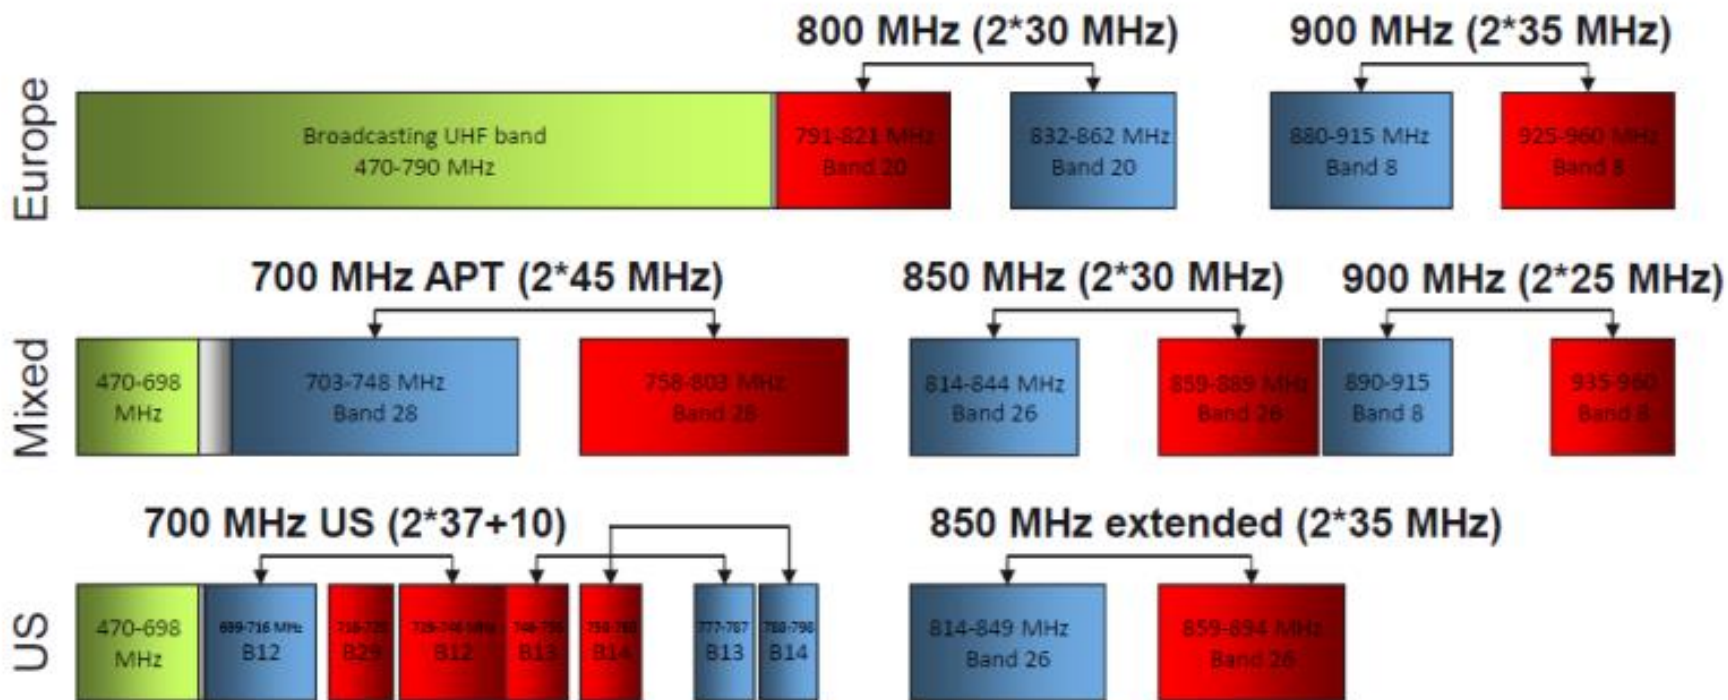 800 MHz (2*30 MHz)
900 MHz (2*35 MHz)
Europe
Broadcasting UHF band
470-790 MHz
791-821 MHz
Band 20
832-862 MHz
Band 20
880-915 MHz
Band 8
925-960 MHz
Band 8
700 MHz APT (2*45 MHz)
850 MHz (2*30 MHz)
900 MHz (2*25 MHz)
Mixed
470-698
MHz
703-748 MHz
Band 28
758-803 MHz
Band 28
814-844 MHz
Band 26
859-889 MHz
Band 26
890-915
Band 8
935-960
Band 8
700 MHz US (2*37+10)
850 MHz extended (2*35 MHz)
US
470-698
MHz
699-716 MHz
B12
B29
B12
B13
B14
777-787
B13
788-798
B14
814-849 MHz
Band 26
859-894 MHz
Band 26